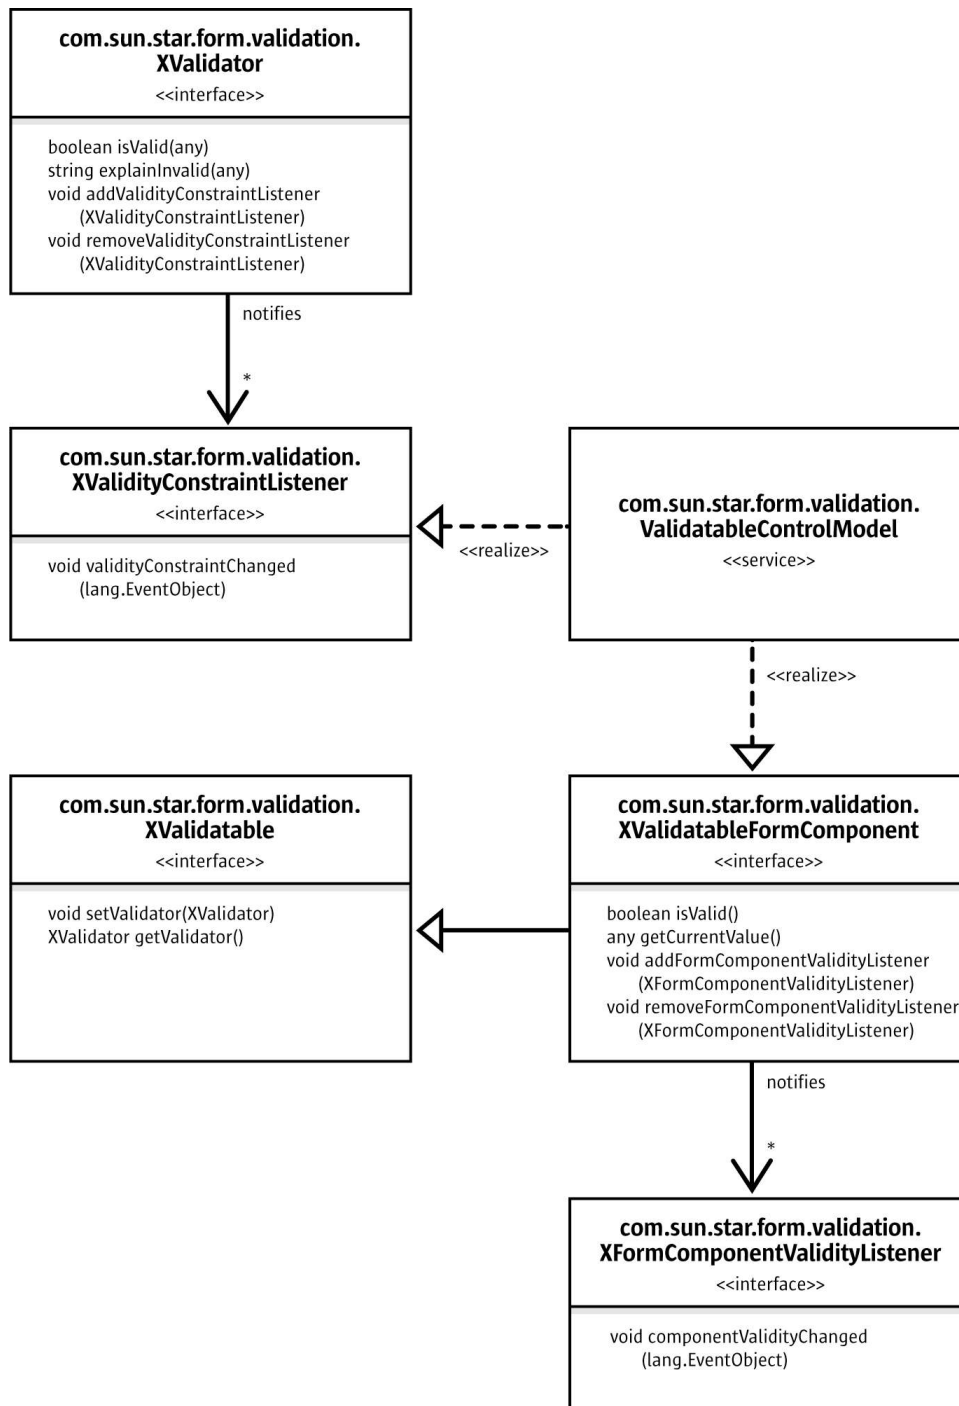 com.sun.star.form.validation.
XValidator
<<interface>>
boolean isValid(any)
string explainInvalid(any)
void addValidityConstraintListener
(XValidityConstraintListener)
void removeValidityConstraintListener
(XValidityConstraintListener)
notifies
*
com.sun.star.form.validation.
XValidityConstraintListener
<<interface>>
void validityConstraintChanged
(lang.EventObject)
<<realize>>
com.sun.star.form.validation.
ValidatableControlModel
<<service>>
<<realize>>
com.sun.star.form.validation.
XValidatable
<<interface>>
void setValidator(XValidator)
XValidator getValidator()
com.sun.star.form.validation.
XValidatableFormComponent
<<interface>>
boolean isValid()
any getCurrentValue()
void addFormComponentValidityListener
(XFormComponentValidityListener)
void removeFormComponentValidityListener
(XFormComponentValidityListener)
notifies
*
com.sun.star.form.validation.
XFormComponentValidityListener
<<interface>>
void componentValidityChanged
(lang.EventObject)